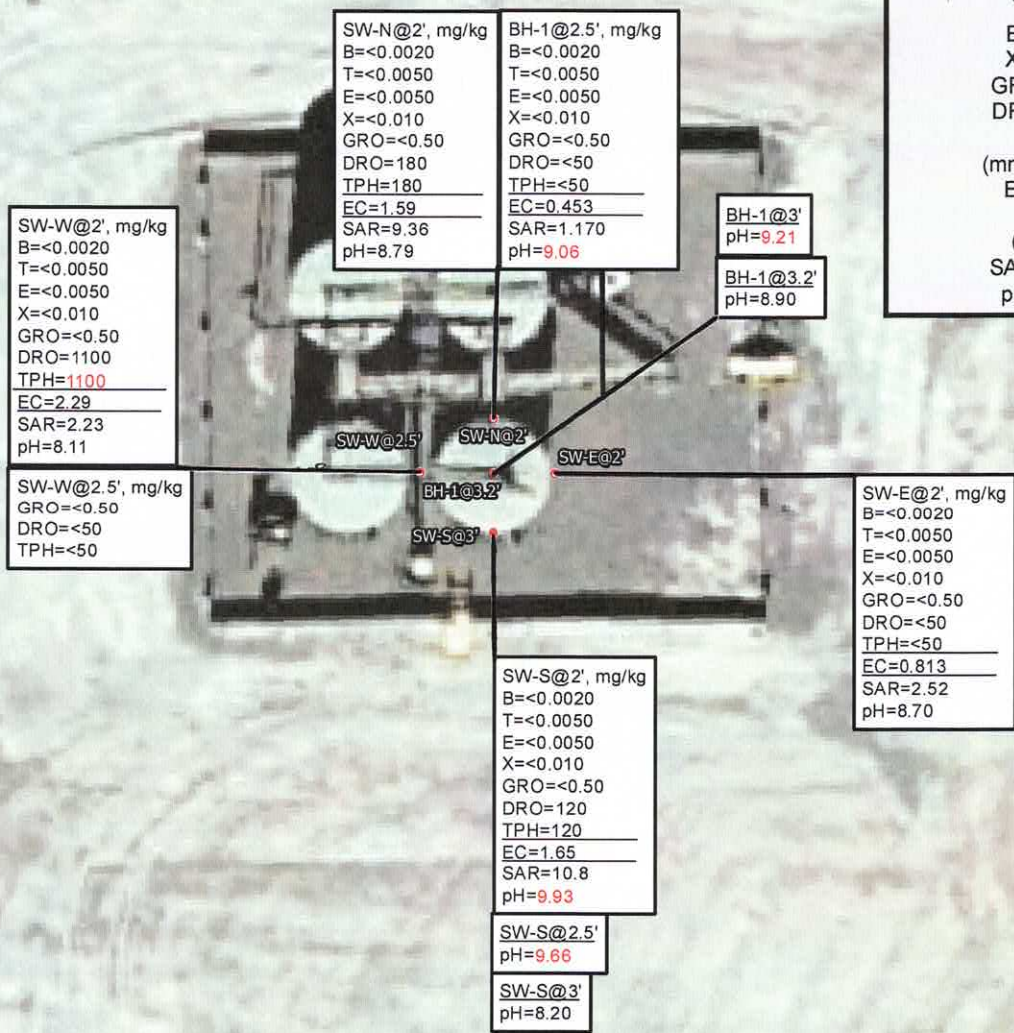 SW-N@2', mg/kg
B=<0.0020
T=<0.0050
E=<0.0050
X=<0.010
GRO=<0.50
DRO=180
TPH=180
EC=1.59
SAR=9.36
pH=8.79
BH-1@2.5', mg/kg
B=<0.0020
T=<0.0050
E=<0.0050
X=<0.010
GRO=<0.50
DRO=<50
TPH=<50
EC=0.453
SAR=1.170
pH=9.06
BH-1@3'
pH=9.21
BH-1@3.2'
pH=8.90
SW-W@2', mg/kg
B=<0.0020
T=<0.0050
E=<0.0050
X=<0.010
GRO=<0.50
DRO=1100
TPH=1100
EC=2.29
SAR=2.23
pH=8.11
SW-W@2.5', mg/kg
GRO=<0.50
DRO=<50
TPH=<50
SW-W@2.5'
SW-N@2'
SW-E@2'
BH-1@3.2'
SW-S@3'
SW-E@2', mg/kg
B=<0.0020
T=<0.0050
E=<0.0050
X=<0.010
GRO=<0.50
DRO=<50
TPH=<50
EC=0.813
SAR=2.52
pH=8.70
SW-S@2', mg/kg
B=<0.0020
T=<0.0050
E=<0.0050
X=<0.010
GRO=<0.50
DRO=120
TPH=120
EC=1.65
SAR=10.8
pH=9.93
SW-S@2.5'
pH=9.66
SW-S@3'
pH=8.20